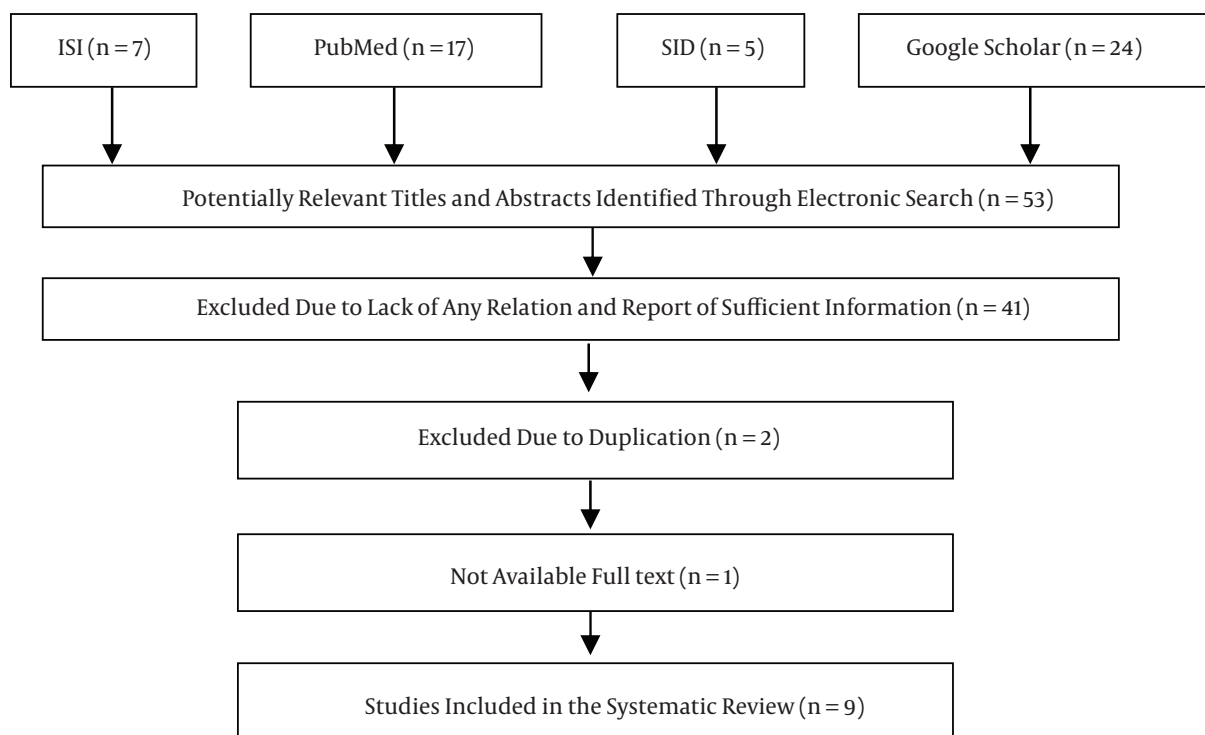 ISI (n = 7)
PubMed (n = 17)
SID (n = 5)
Google Scholar (n = 24)
Potentially Relevant Titles and Abstracts Identified Through Electronic Search (n = 53)
Excluded Due to Lack of Any Relation and Report of Sufficient Information (n = 41)
Excluded Due to Duplication (n = 2)
Not Available Full text (n = 1)
Studies Included in the Systematic Review (n = 9)